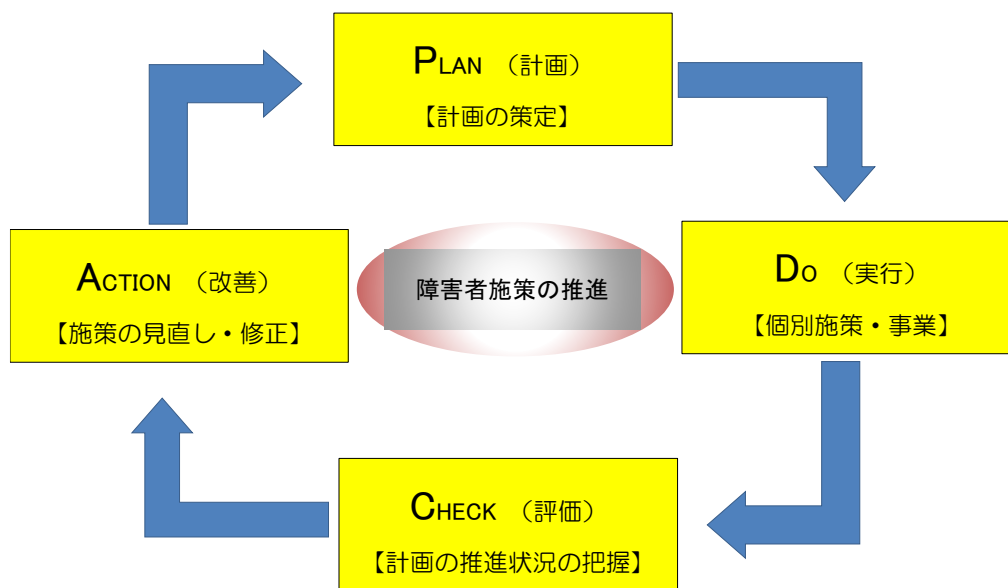 PLAN （計画）
【計画の策定】
ACTION （改善）
【施策の見直し・修正】
障害者施策の推進
DO （実行）
【個別施策・事業】
CHECK （評価）
【計画の推進状況の把握】